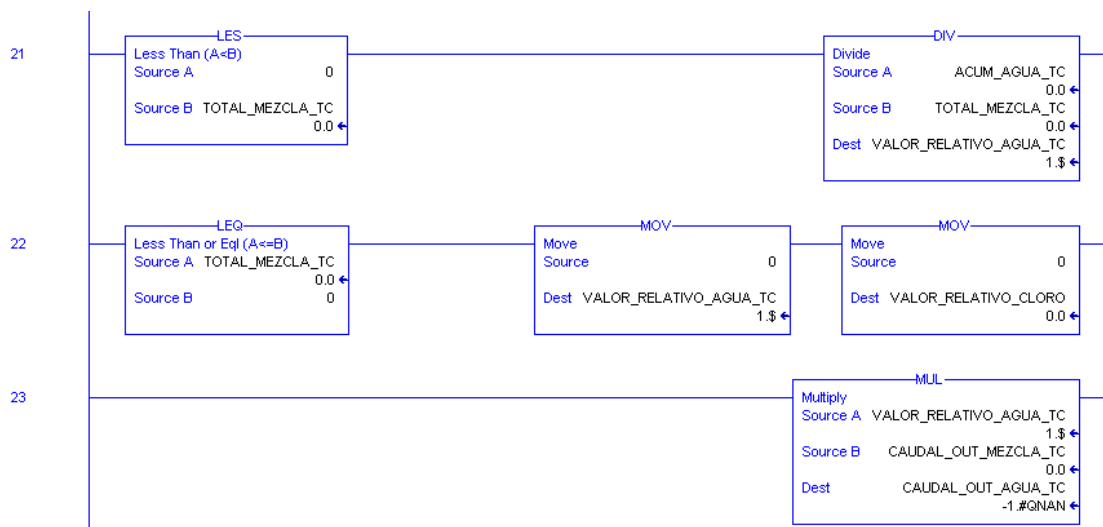 21
LES
Less Than (A<B)
Source A 0
Source B TOTAL_MEZCLA_TC
0.0
DIV
Divide
Source A ACUM_AGUA_TC
0.0
Source B TOTAL_MEZCLA_TC
0.0
Dest VALOR_RELATIVO_AGUA_TC
1.$
22
LEQ
Less Than or Eql (A<=B)
Source A TOTAL_MEZCLA_TC
0.0
Source B 0
MOV
Move
Source 0
Dest VALOR_RELATIVO_AGUA_TC
1.$
MOV
Move
Source 0
Dest VALOR_RELATIVO_CLORO
0.0
23
MUL
Multiply
Source A VALOR_RELATIVO_AGUA_TC
1.$
Source B CAUDAL_OUT_MEZCLA_TC
0.0
Dest CAUDAL_OUT_AGUA_TC
-1.#QNAN